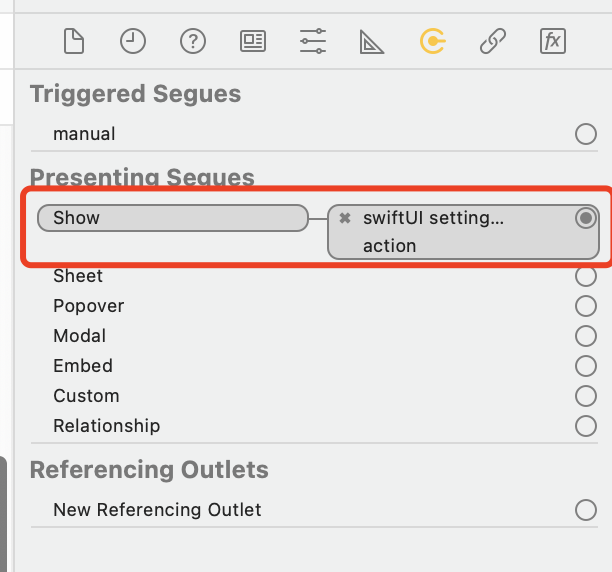 fx
Triggered Segues
manual
Presenting Segues
Show
swiftUI setting...
action
Sheet
Popover
Modal
Embed
Custom
Relationship
Referencing Outlets
New Referencing Outlet